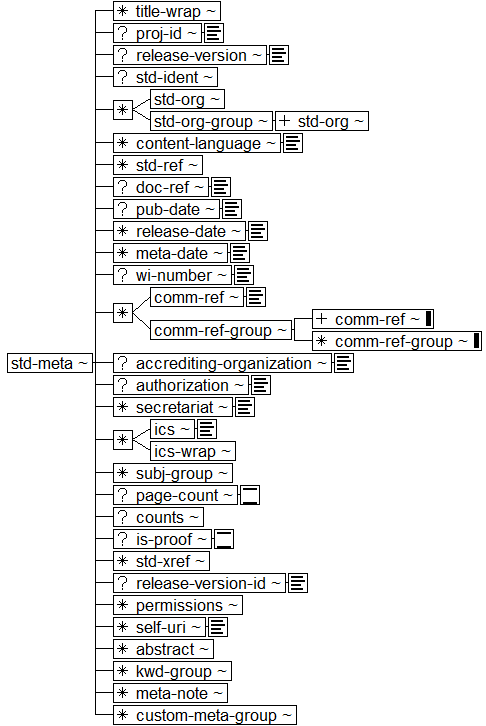 * title-wrap ~
? proj-id ~
? release-version ~
? std-ident ~
*
std-org ~
std-org-group ~ + std-org ~
* content-language ~
* std-ref ~
? doc-ref ~
? pub-date ~
* release-date ~
* meta-date ~
? wi-number ~
*
comm-ref ~
comm-ref-group ~
+ comm-ref ~
* comm-ref-group ~
std-meta ~
? accrediting-organization ~
? authorization ~
* secretariat ~
*
ics ~
ics-wrap ~
* subj-group ~
? page-count ~
? counts ~
? is-proof ~
* std-xref ~
? release-version-id ~
* permissions ~
* self-uri ~
* abstract ~
* kwd-group ~
* meta-note ~
* custom-meta-group ~